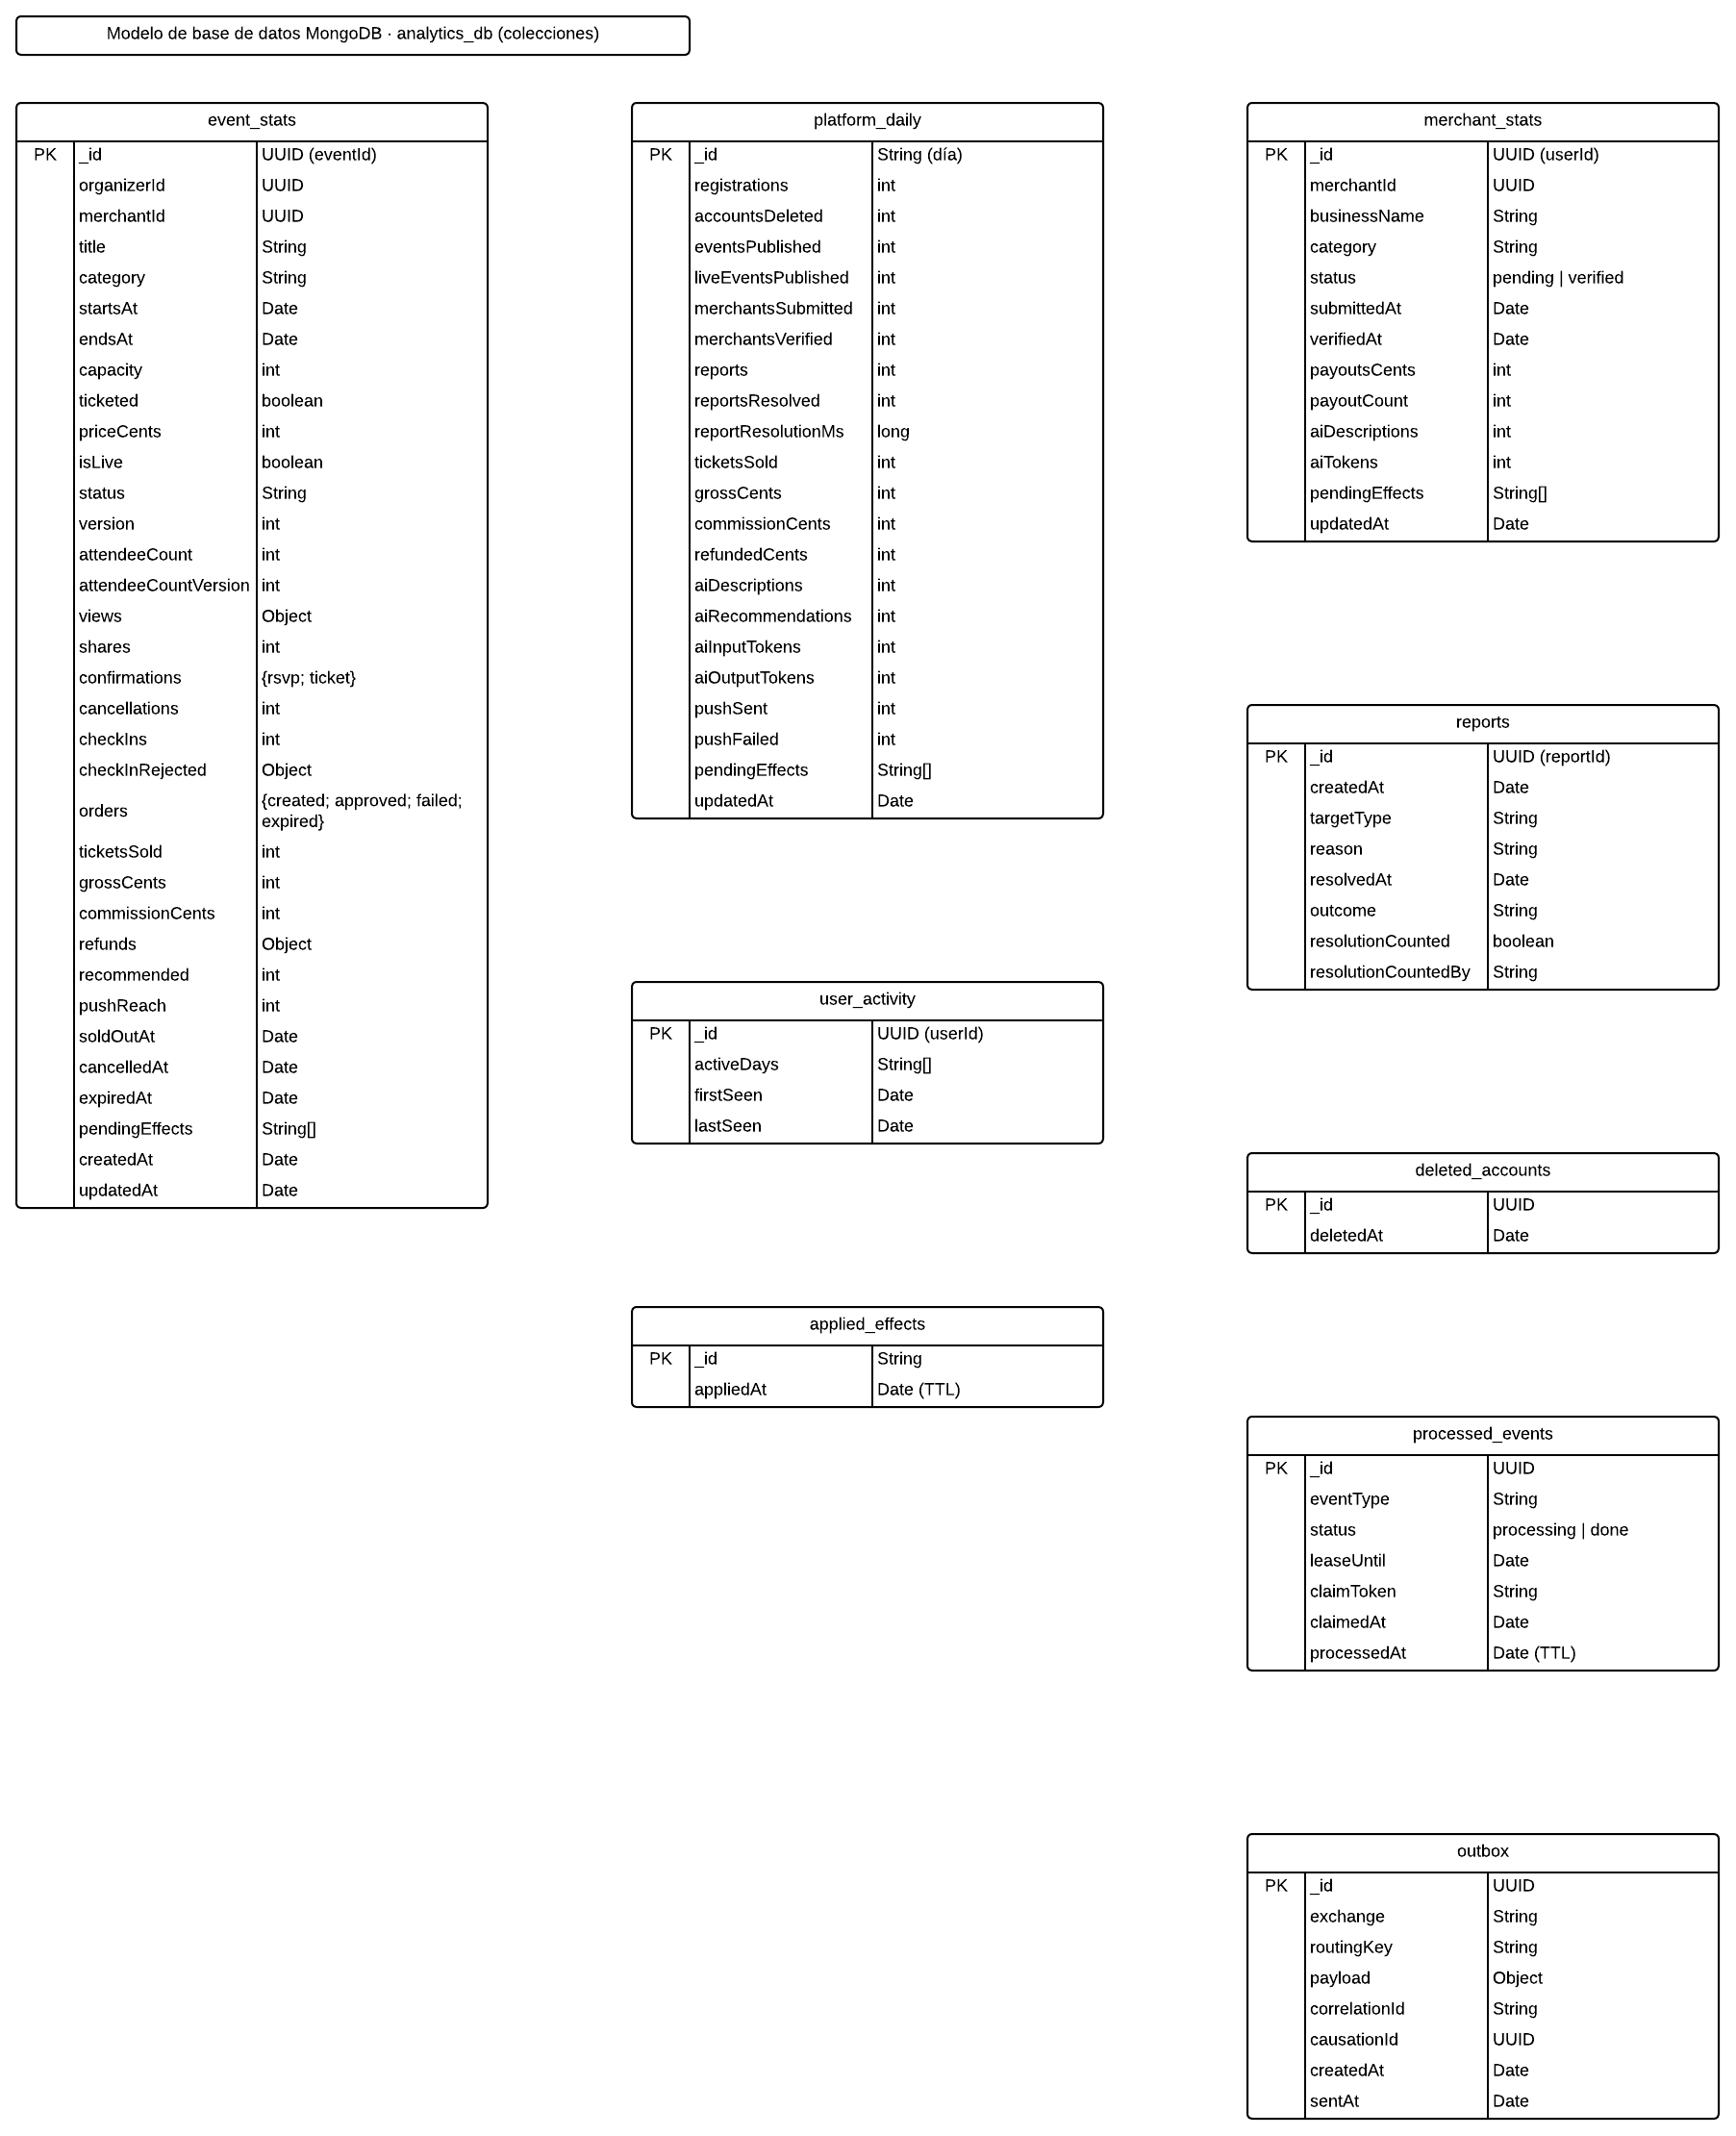 Modelo de base de datos MongoDB · analytics_db (colecciones)
event_stats
PK _id UUID (eventId)
organizerId UUID
merchantId UUID
title String
category String
startsAt Date
endsAt Date
capacity int
ticketed boolean
priceCents int
isLive boolean
status String
version int
attendeeCount int
attendeeCountVersion int
views Object
shares int
confirmations {rsvp; ticket}
cancellations int
checkIns int
checkInRejected Object
orders {created; approved; failed;
expired}
ticketsSold int
grossCents int
commissionCents int
refunds Object
recommended int
pushReach int
soldOutAt Date
cancelledAt Date
expiredAt Date
pendingEffects String[]
createdAt Date
updatedAt Date
platform_daily
PK _id String (día)
registrations int
accountsDeleted int
eventsPublished int
liveEventsPublished int
merchantsSubmitted int
merchantsVerified int
reports int
reportsResolved int
reportResolutionMs long
ticketsSold int
grossCents int
commissionCents int
refundedCents int
aiDescriptions int
aiRecommendations int
aiInputTokens int
aiOutputTokens int
pushSent int
pushFailed int
pendingEffects String[]
updatedAt Date
user_activity
PK _id UUID (userId)
activeDays String[]
firstSeen Date
lastSeen Date
applied_effects
PK _id String
appliedAt Date (TTL)
merchant_stats
PK _id UUID (userId)
merchantId UUID
businessName String
category String
status pending | verified
submittedAt Date
verifiedAt Date
payoutsCents int
payoutCount int
aiDescriptions int
aiTokens int
pendingEffects String[]
updatedAt Date
reports
PK _id UUID (reportId)
createdAt Date
targetType String
reason String
resolvedAt Date
outcome String
resolutionCounted boolean
resolutionCountedBy String
deleted_accounts
PK _id UUID
deletedAt Date
processed_events
PK _id UUID
eventType String
status processing | done
leaseUntil Date
claimToken String
claimedAt Date
processedAt Date (TTL)
outbox
PK _id UUID
exchange String
routingKey String
payload Object
correlationId String
causationId UUID
createdAt Date
sentAt Date